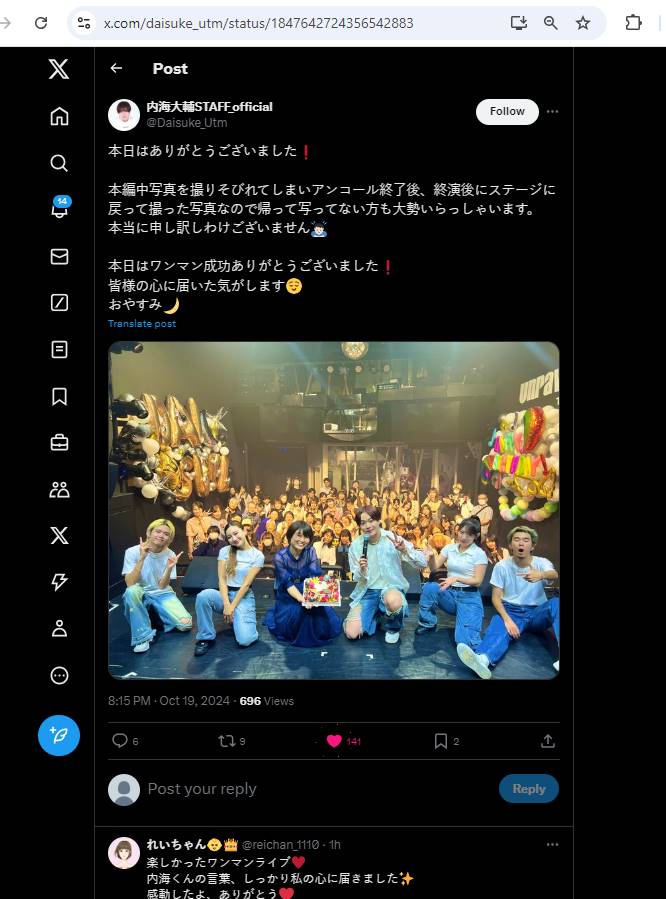 x.com/daisuke_utm/status/1847642724356542883
Post
内海大輔STAFF_official
@Daisuke_Utm
Follow
本日はありがとうございました❗
14
本編中写真を撮りそびれてしまいアンコール終了後、終演後にステージに
戻って撮った写真なので帰って写ってない方も大勢いらっしゃいます。
本当に申し訳しわけございません🙇🏻‍♂️
本日はワンマン成功ありがとうございました❗
皆様の心に届いた気がします😌
おやすみ🌙
Translate post
8:15 PM · Oct 19, 2024 · 696 Views
6 9 141 2
Post your reply
Reply
れいちゃん👶👑 @reichan_1110 · 1h
楽しかったワンマンライブ❤️
内海くんの言葉、しっかり私の心に届きました✨
感動したよ、ありがとう❤️